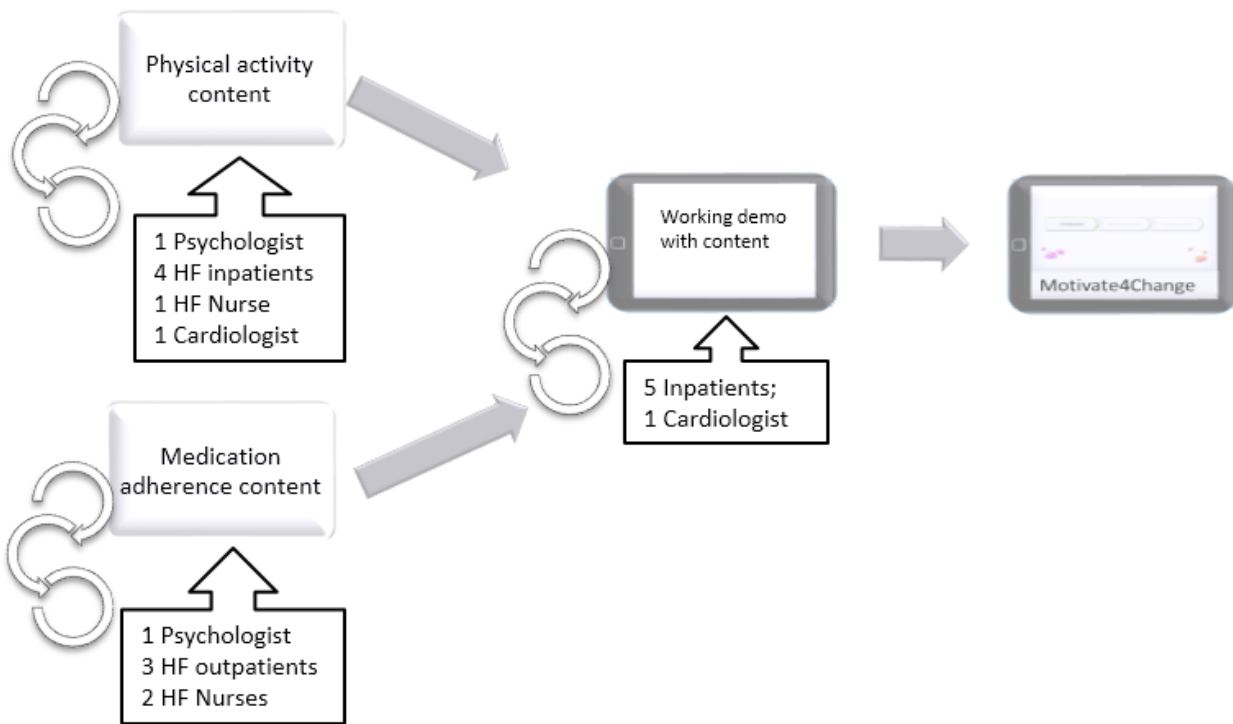 Physical activity
content
1 Psychologist
4 HF inpatients
1 HF Nurse
1 Cardiologist
Medication
adherence content
1 Psychologist
3 HF outpatients
2 HF Nurses
Working demo
with content
5 Inpatients;
1 Cardiologist
Motivate4Change